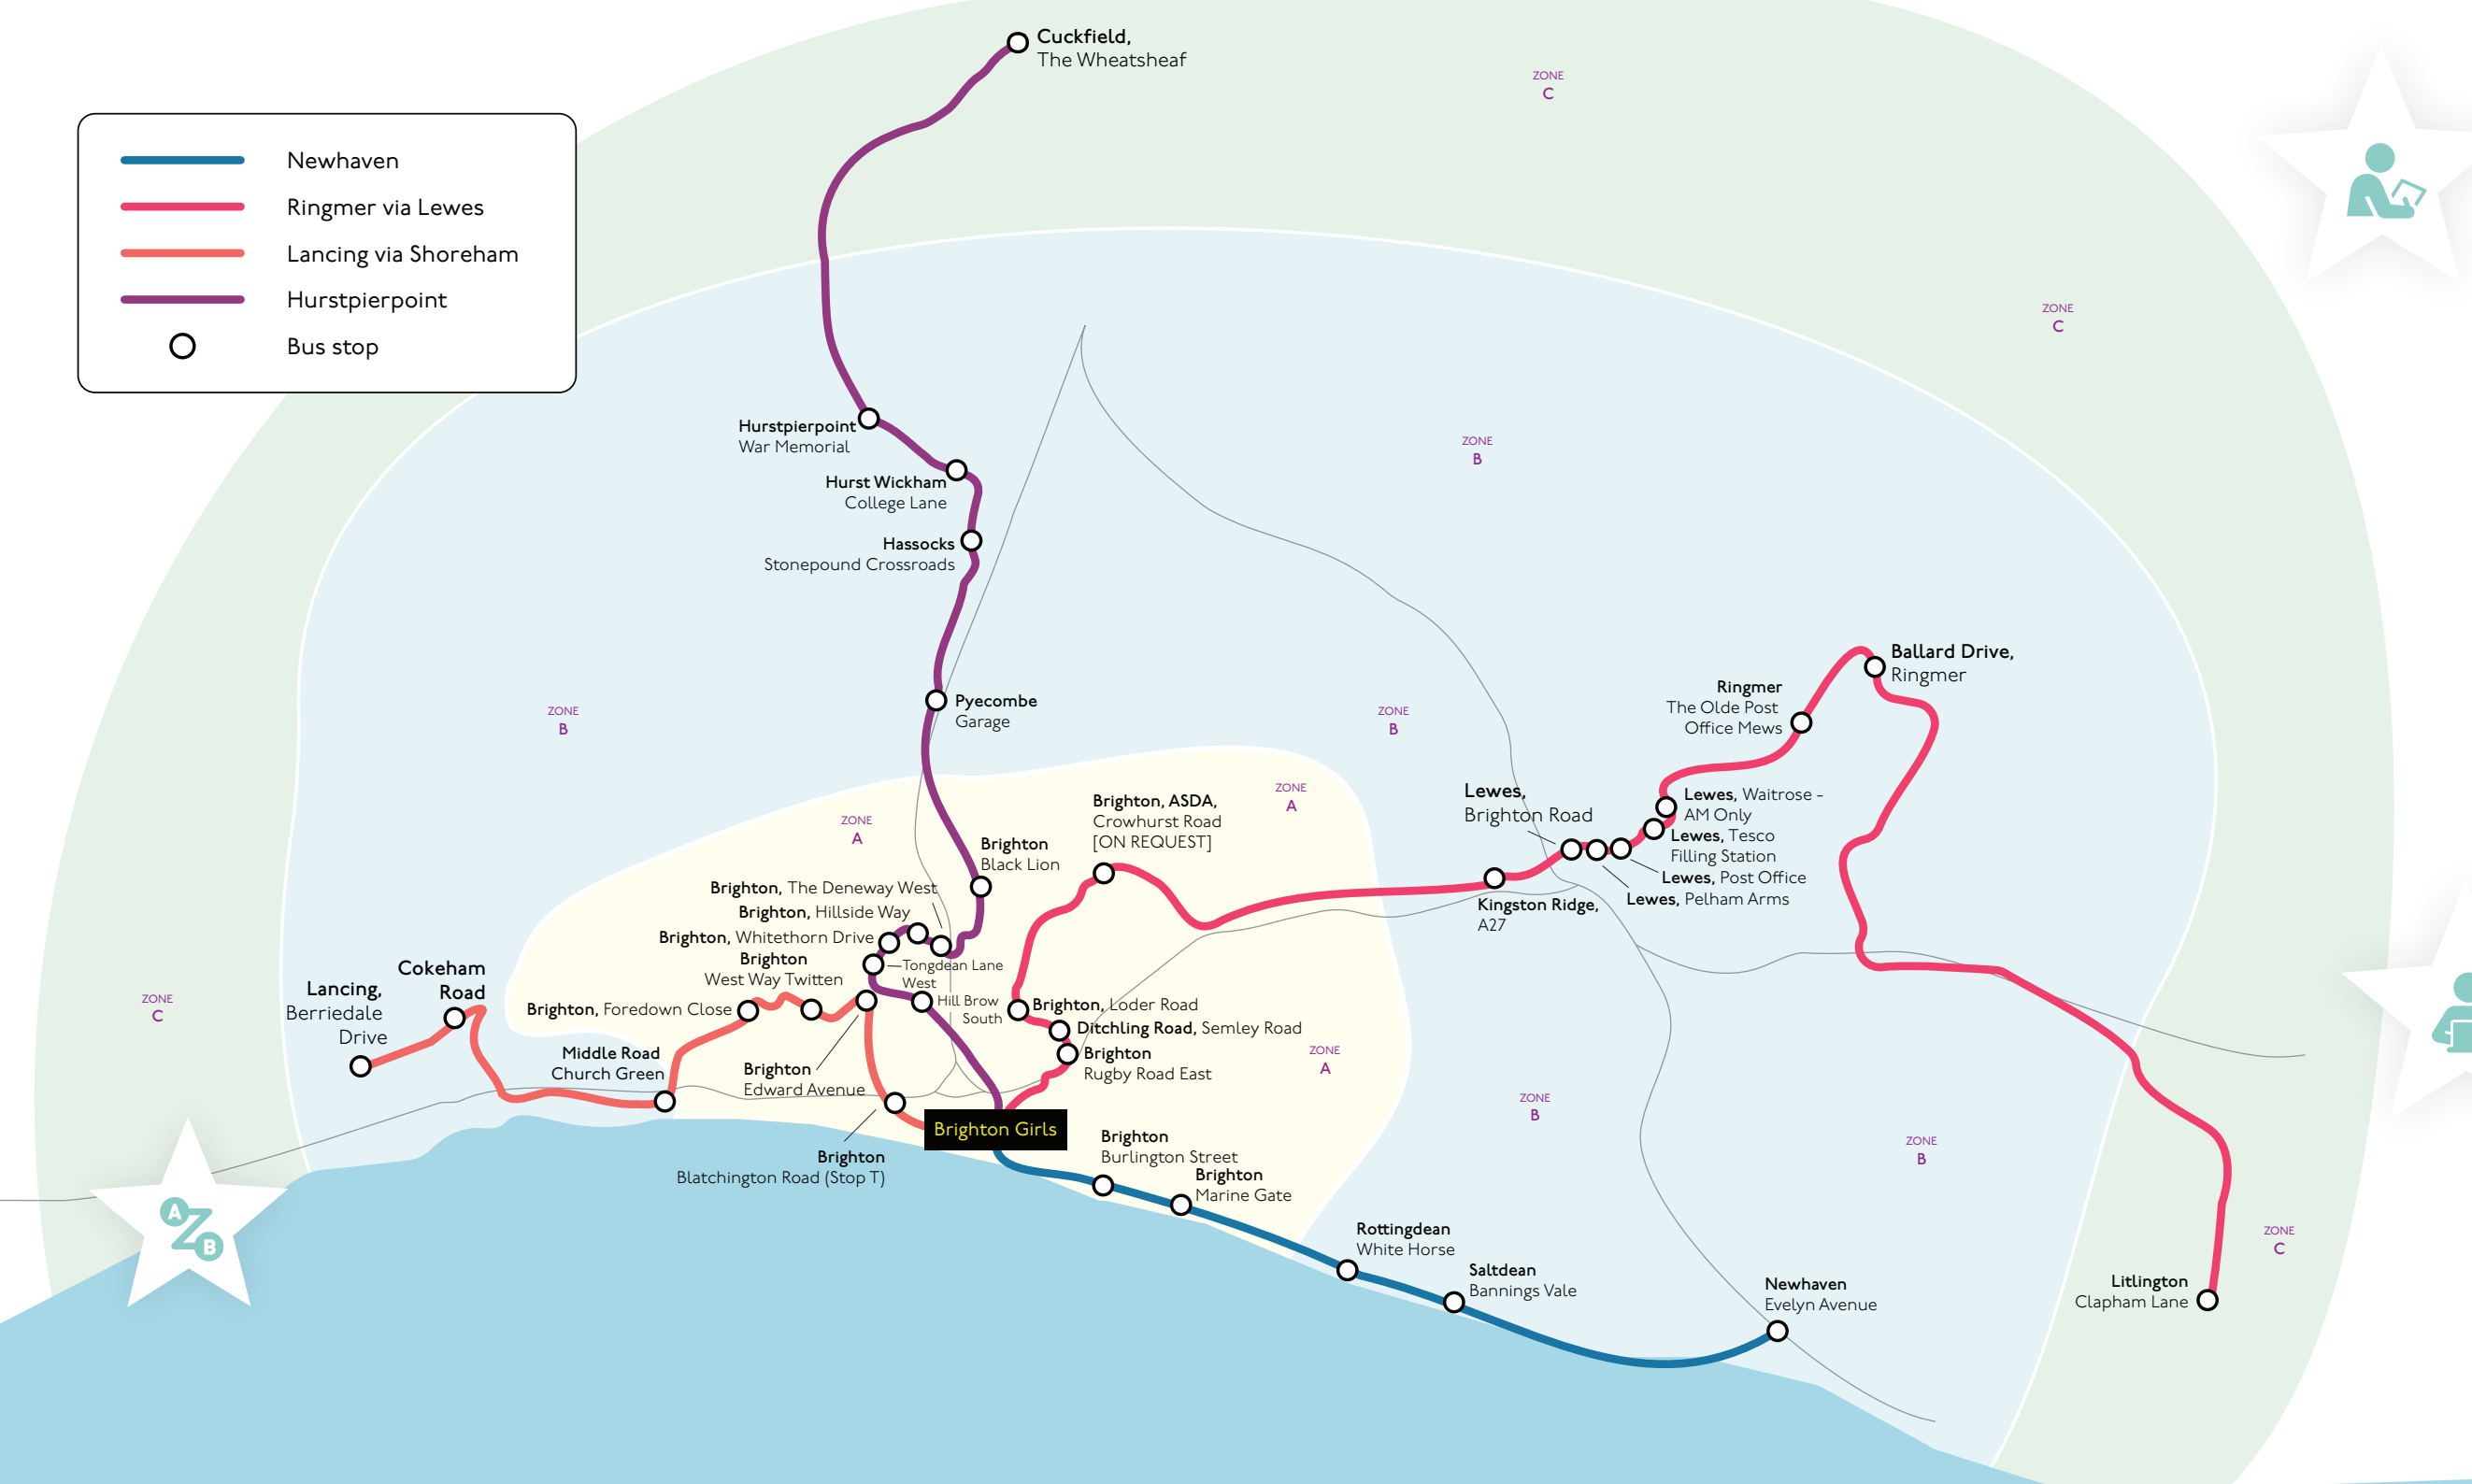 Cuckfield,
The Wheatsheaf
ZONE
C
Newhaven
Ringmer via Lewes
Lancing via Shoreham
Hurstpierpoint
Bus stop
ZONE
C
Hurstpierpoint
War Memorial
ZONE
B
Hurst Wickham
College Lane
Hassocks
Stonepound Crossroads
Ballard Drive,
Ringmer
Ringmer
The Olde Post
Office Mews
Pyecombe
Garage
ZONE
B
ZONE
B
ZONE
A
Lewes,
Brighton Road
Lewes, Waitrose -
AM Only
Brighton, ASDA,
Crowhurst Road
[ON REQUEST]
ZONE
A
Lewes, Tesco
Filling Station
Brighton
Black Lion
Lewes, Post Office
Lewes, Pelham Arms
Brighton, The Deneway West
Kingston Ridge,
A27
Brighton, Hillside Way
Brighton, Whitethorn Drive
Brighton
West Way Twitten
Tongdean Lane
West
Cokeham
Road
Lancing,
Berriedale
Drive
ZONE
C
Brighton, Foredown Close
Hill Brow
South
Brighton, Loder Road
Ditchling Road, Semley Road
Middle Road
Church Green
Brighton
Rugby Road East
ZONE
A
Brighton
Edward Avenue
ZONE
B
Brighton Girls
Brighton
Burlington Street
ZONE
B
Brighton
Blatchington Road (Stop T)
Brighton
Marine Gate
A
B
Rottingdean
White Horse
ZONE
C
Saltdean
Bannings Vale
Newhaven
Evelyn Avenue
Litlington
Clapham Lane